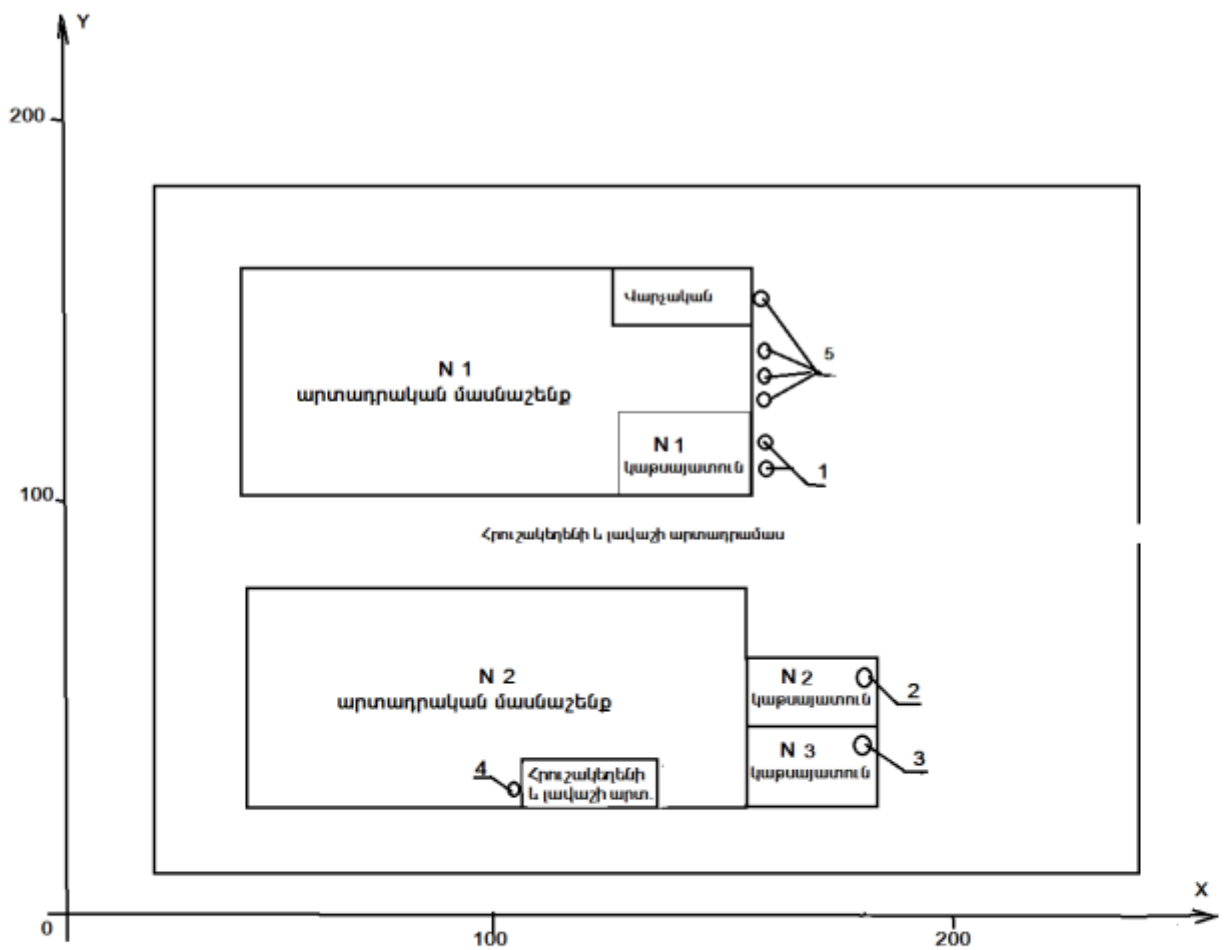 Y
200
Վարչական
5
N 1
արտադրական մասնաշենք
N 1
կաթսայատուն
1
100
Հրուշակեղենի և լավաշի արտադրամաս
N 2
արտադրական մասնաշենք
N 2
կաթսայատուն
2
N 3
կաթսայատուն
3
4
Հրուշակեղենի
և լավաշի արտ.
X
0
100
200